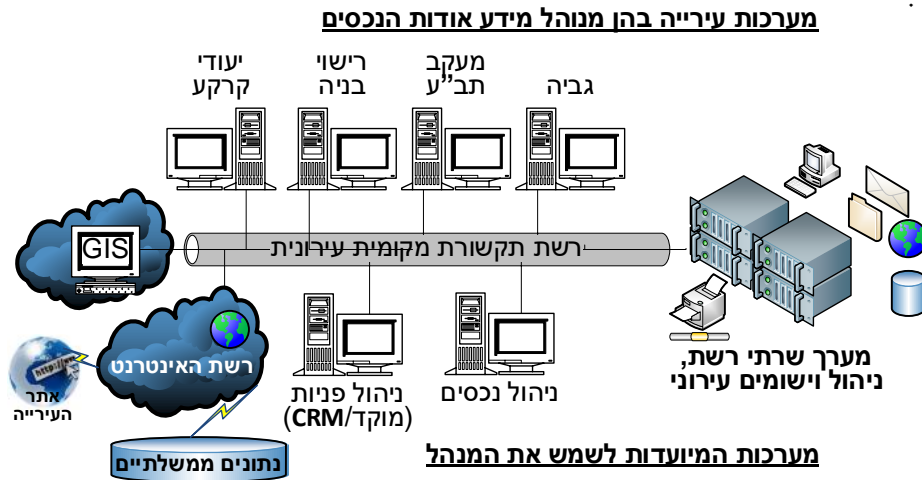 מערכות עירייה בהן מנוהל מידע אודות הנכסים
יעודי
קרקע
רישוי
בניה
מעקב
תב"ע
גביה
GIS
רשת תקשורת מקומית עירונית
רשת האינטרנט
http://
אתר
העירייה
ניהול פניות
(מוקד/CRM)
ניהול נכסים
מערך שרתי רשת,
ניהול וישומים עירוני
נתונים ממשלתיים
מערכות המיועדות לשמש את המנהל